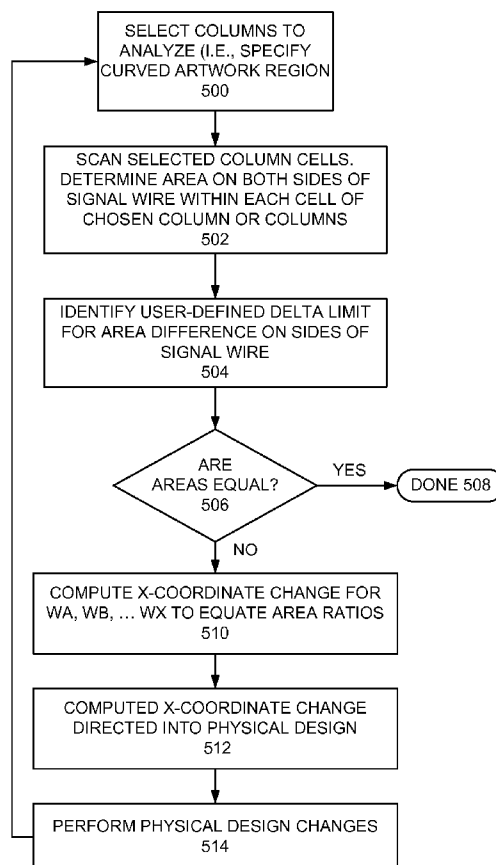 SELECT COLUMNS TO
ANALYZE (I.E., SPECIFY
CURVED ARTWORK REGION
500
SCAN SELECTED COLUMN CELLS.
DETERMINE AREA ON BOTH SIDES OF
SIGNAL WIRE WITHIN EACH CELL OF
CHOSEN COLUMN OR COLUMNS
502
IDENTIFY USER-DEFINED DELTA LIMIT
FOR AREA DIFFERENCE ON SIDES OF
SIGNAL WIRE
504
ARE
AREAS EQUAL?
506
YES
DONE 508
NO
COMPUTE X-COORDINATE CHANGE FOR
WA, WB, ... WX TO EQUATE AREA RATIOS
510
COMPUTED X-COORDINATE CHANGE
DIRECTED INTO PHYSICAL DESIGN
512
PERFORM PHYSICAL DESIGN CHANGES
514